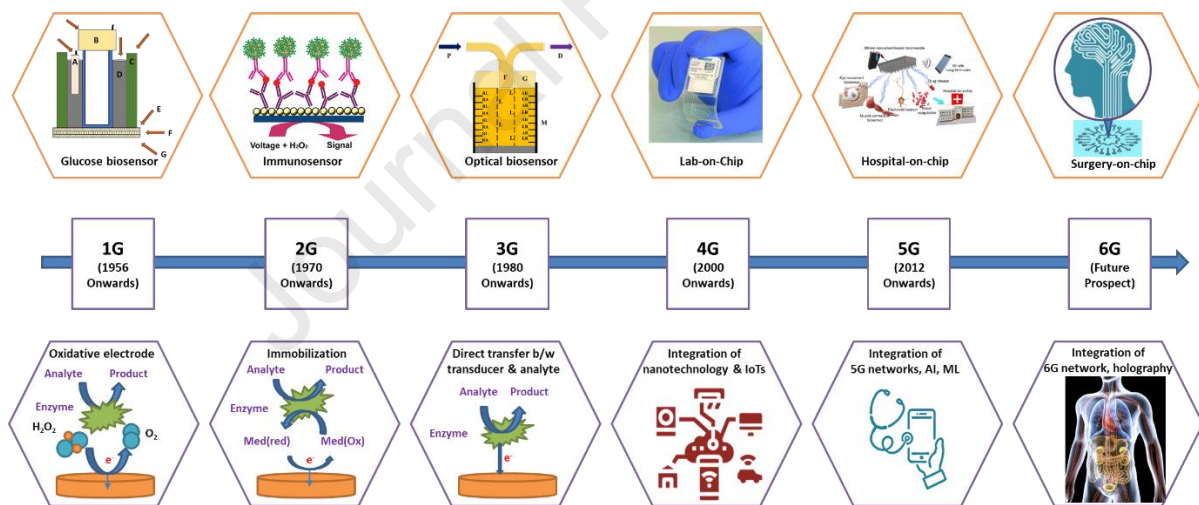 Journal P
B
A
C
D
E
F
G
Glucose biosensor
Voltage + H₂O₂ Signal
Immunosensor
P
D
F
G
M
Optical biosensor
Lab-on-Chip
Drug release
Hospital-on-chip
Surgery-on-chip
1G
(1956
Onwards)
2G
(1970
Onwards)
3G
(1980
Onwards)
4G
(2000
Onwards)
5G
(2012
Onwards)
6G
(Future
Prospect)
Oxidative electrode
Analyte Product
Enzyme
H₂O₂
O₂
e⁻
Immobilization
Analyte Product
Enzyme
Med(red) Med(Ox)
e⁻
Direct transfer b/w
transducer & analyte
Analyte Product
Enzyme
e⁻
Integration of
nanotechnology & IoTs
Integration of
5G networks, AI, ML
Integration of
6G network, holography